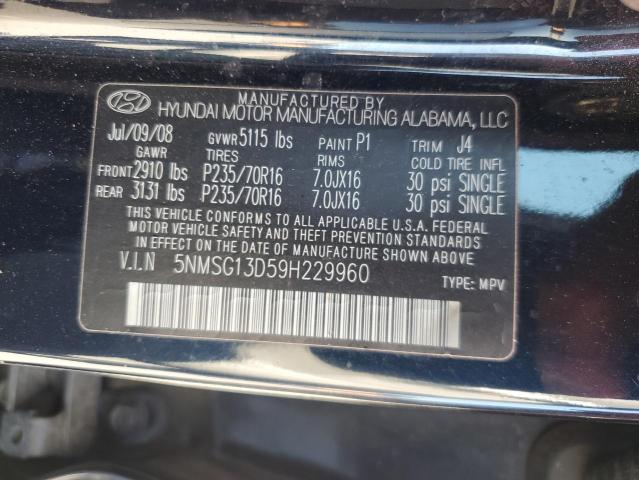 MANUFACTURED BY
HYUNDAI MOTOR MANUFACTURING ALABAMA, LLC
Jul/09/08 GVWR 5115 lbs PAINT P1 TRIM J4
GAWR TIRES RIMS COLD TIRE INFL
FRONT 2910 lbs P235/70R16 7.0JX16 30 psi SINGLE
REAR 3131 lbs P235/70R16 7.0JX16 30 psi SINGLE
THIS VEHICLE CONFORMS TO ALL APPLICABLE U.S.A. FEDERAL
MOTOR VEHICLE SAFETY AND THEFT PREVENTION STANDARDS
IN EFFECT ON THE DATE OF MANUFACTURE SHOWN ABOVE.
V.I.N 5NMSG13D59H229960 TYPE: MPV